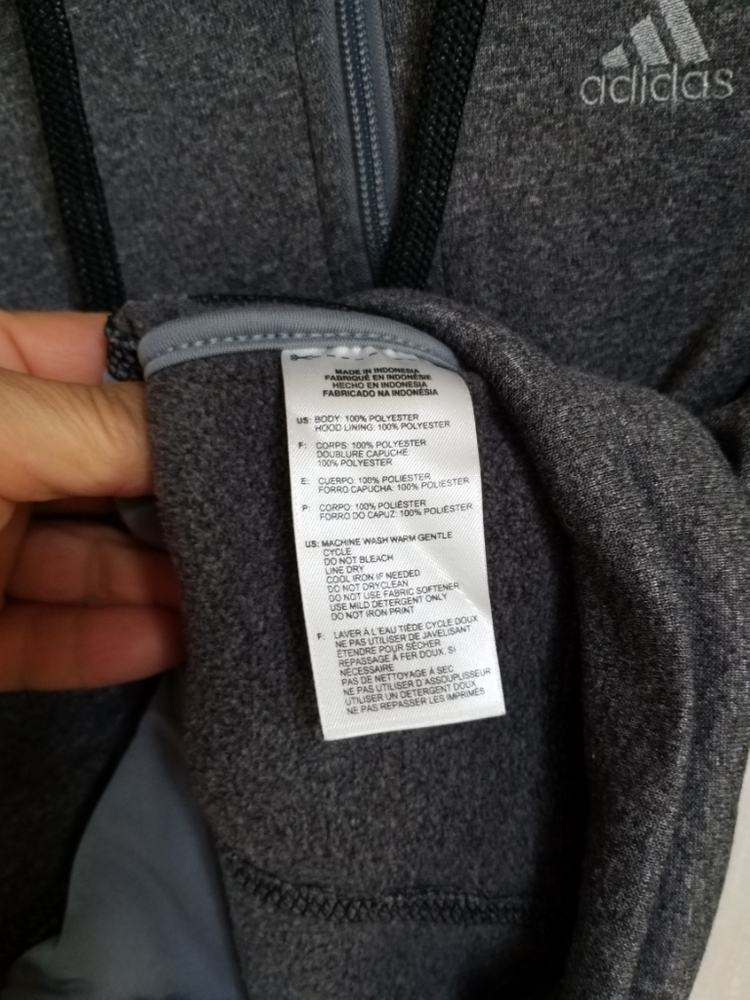 adidas
MADE IN INDONESIA
FABRIQUÉ EN INDONÉSIE
HECHO EN INDONESIA
FABRICADO NA INDONÉSIA
US: BODY: 100% POLYESTER
HOOD LINING: 100% POLYESTER
F: CORPS: 100% POLYESTER
DOUBLURE CAPUCHE:
100% POLYESTER
E: CUERPO: 100% POLIESTER
FORRO CAPUCHA: 100% POLIESTER
P: CORPO: 100% POLIÉSTER
FORRO DO CAPUZ: 100% POLIÉSTER
US: MACHINE WASH WARM GENTLE
CYCLE
DO NOT BLEACH
LINE DRY
COOL IRON IF NEEDED
DO NOT DRYCLEAN
DO NOT USE FABRIC SOFTENER
USE MILD DETERGENT ONLY
DO NOT IRON PRINT
F: LAVER À L'EAU TIÈDE CYCLE DOUX
NE PAS UTILISER DE JAVELISANT
ÉTENDRE POUR SÉCHER
REPASSAGE À FER DOUX, SI
NÉCESSAIRE
PAS DE NETTOYAGE À SEC
NE PAS UTILISER D'ASSOUPLISSEUR
UTILISER UN DETERGENT DOUX
NE PAS REPASSER LES IMPRIMÉS